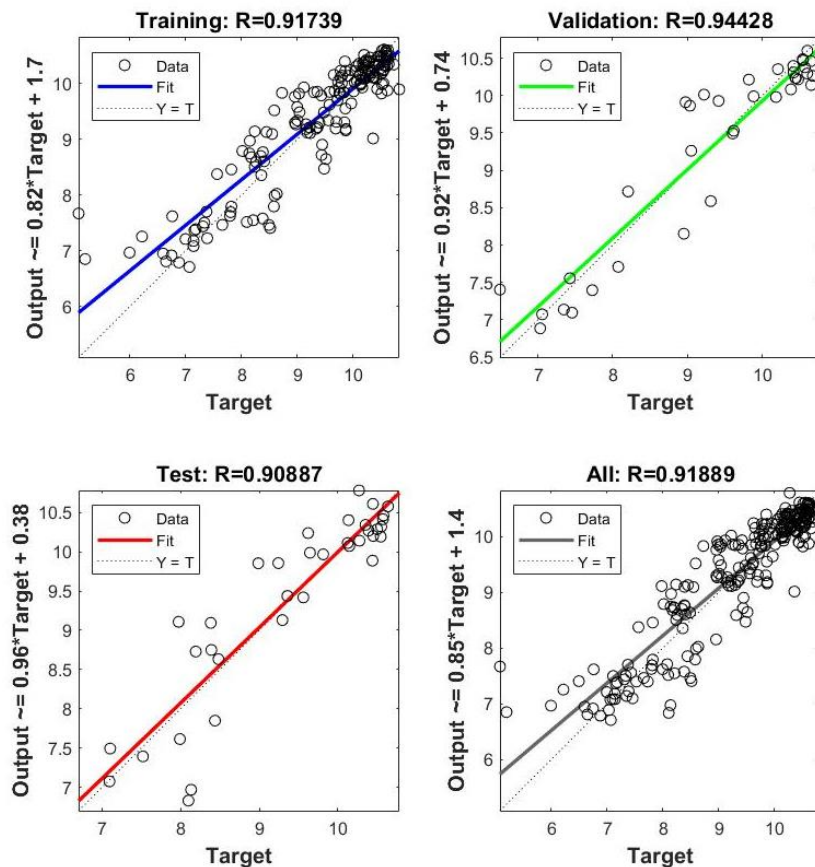 Training: R=0.91739
Output ~= 0.82*Target + 1.7
Data
Fit
Y = T
10
9
8
7
6
6
7
8
9
10
Target
Validation: R=0.94428
Output ~= 0.92*Target + 0.74
Data
Fit
Y = T
10.5
10
9.5
9
8.5
8
7.5
7
6.5
7
8
9
10
Target
Test: R=0.90887
Output ~= 0.96*Target + 0.38
Data
Fit
Y = T
10.5
10
9.5
9
8.5
8
7.5
7
7
8
9
10
Target
All: R=0.91889
Output ~= 0.85*Target + 1.4
Data
Fit
Y = T
10
9
8
7
6
6
7
8
9
10
Target